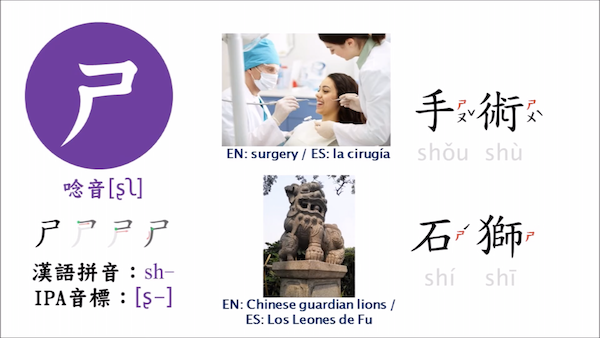 ㄕ
唸音[ʂʅ]
ㄕ ㄕ ㄕ ㄕ
漢語拼音：sh–
IPA音標：[ʂ–]
EN: surgery / ES: la cirugía
EN: Chinese guardian lions /
ES: Los Leones de Fu
手ㄕㄡˇ術ㄕㄨˋ
shǒu shù
石ㄕˊ獅ㄕ
shí shī